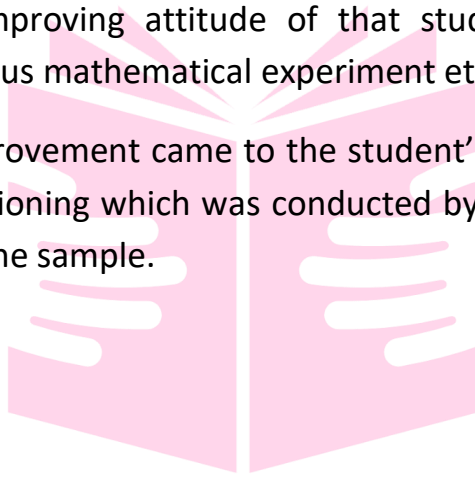 improving attitude of that stud
us mathematical experiment et
rovement came to the student’
ioning which was conducted by
he sample.